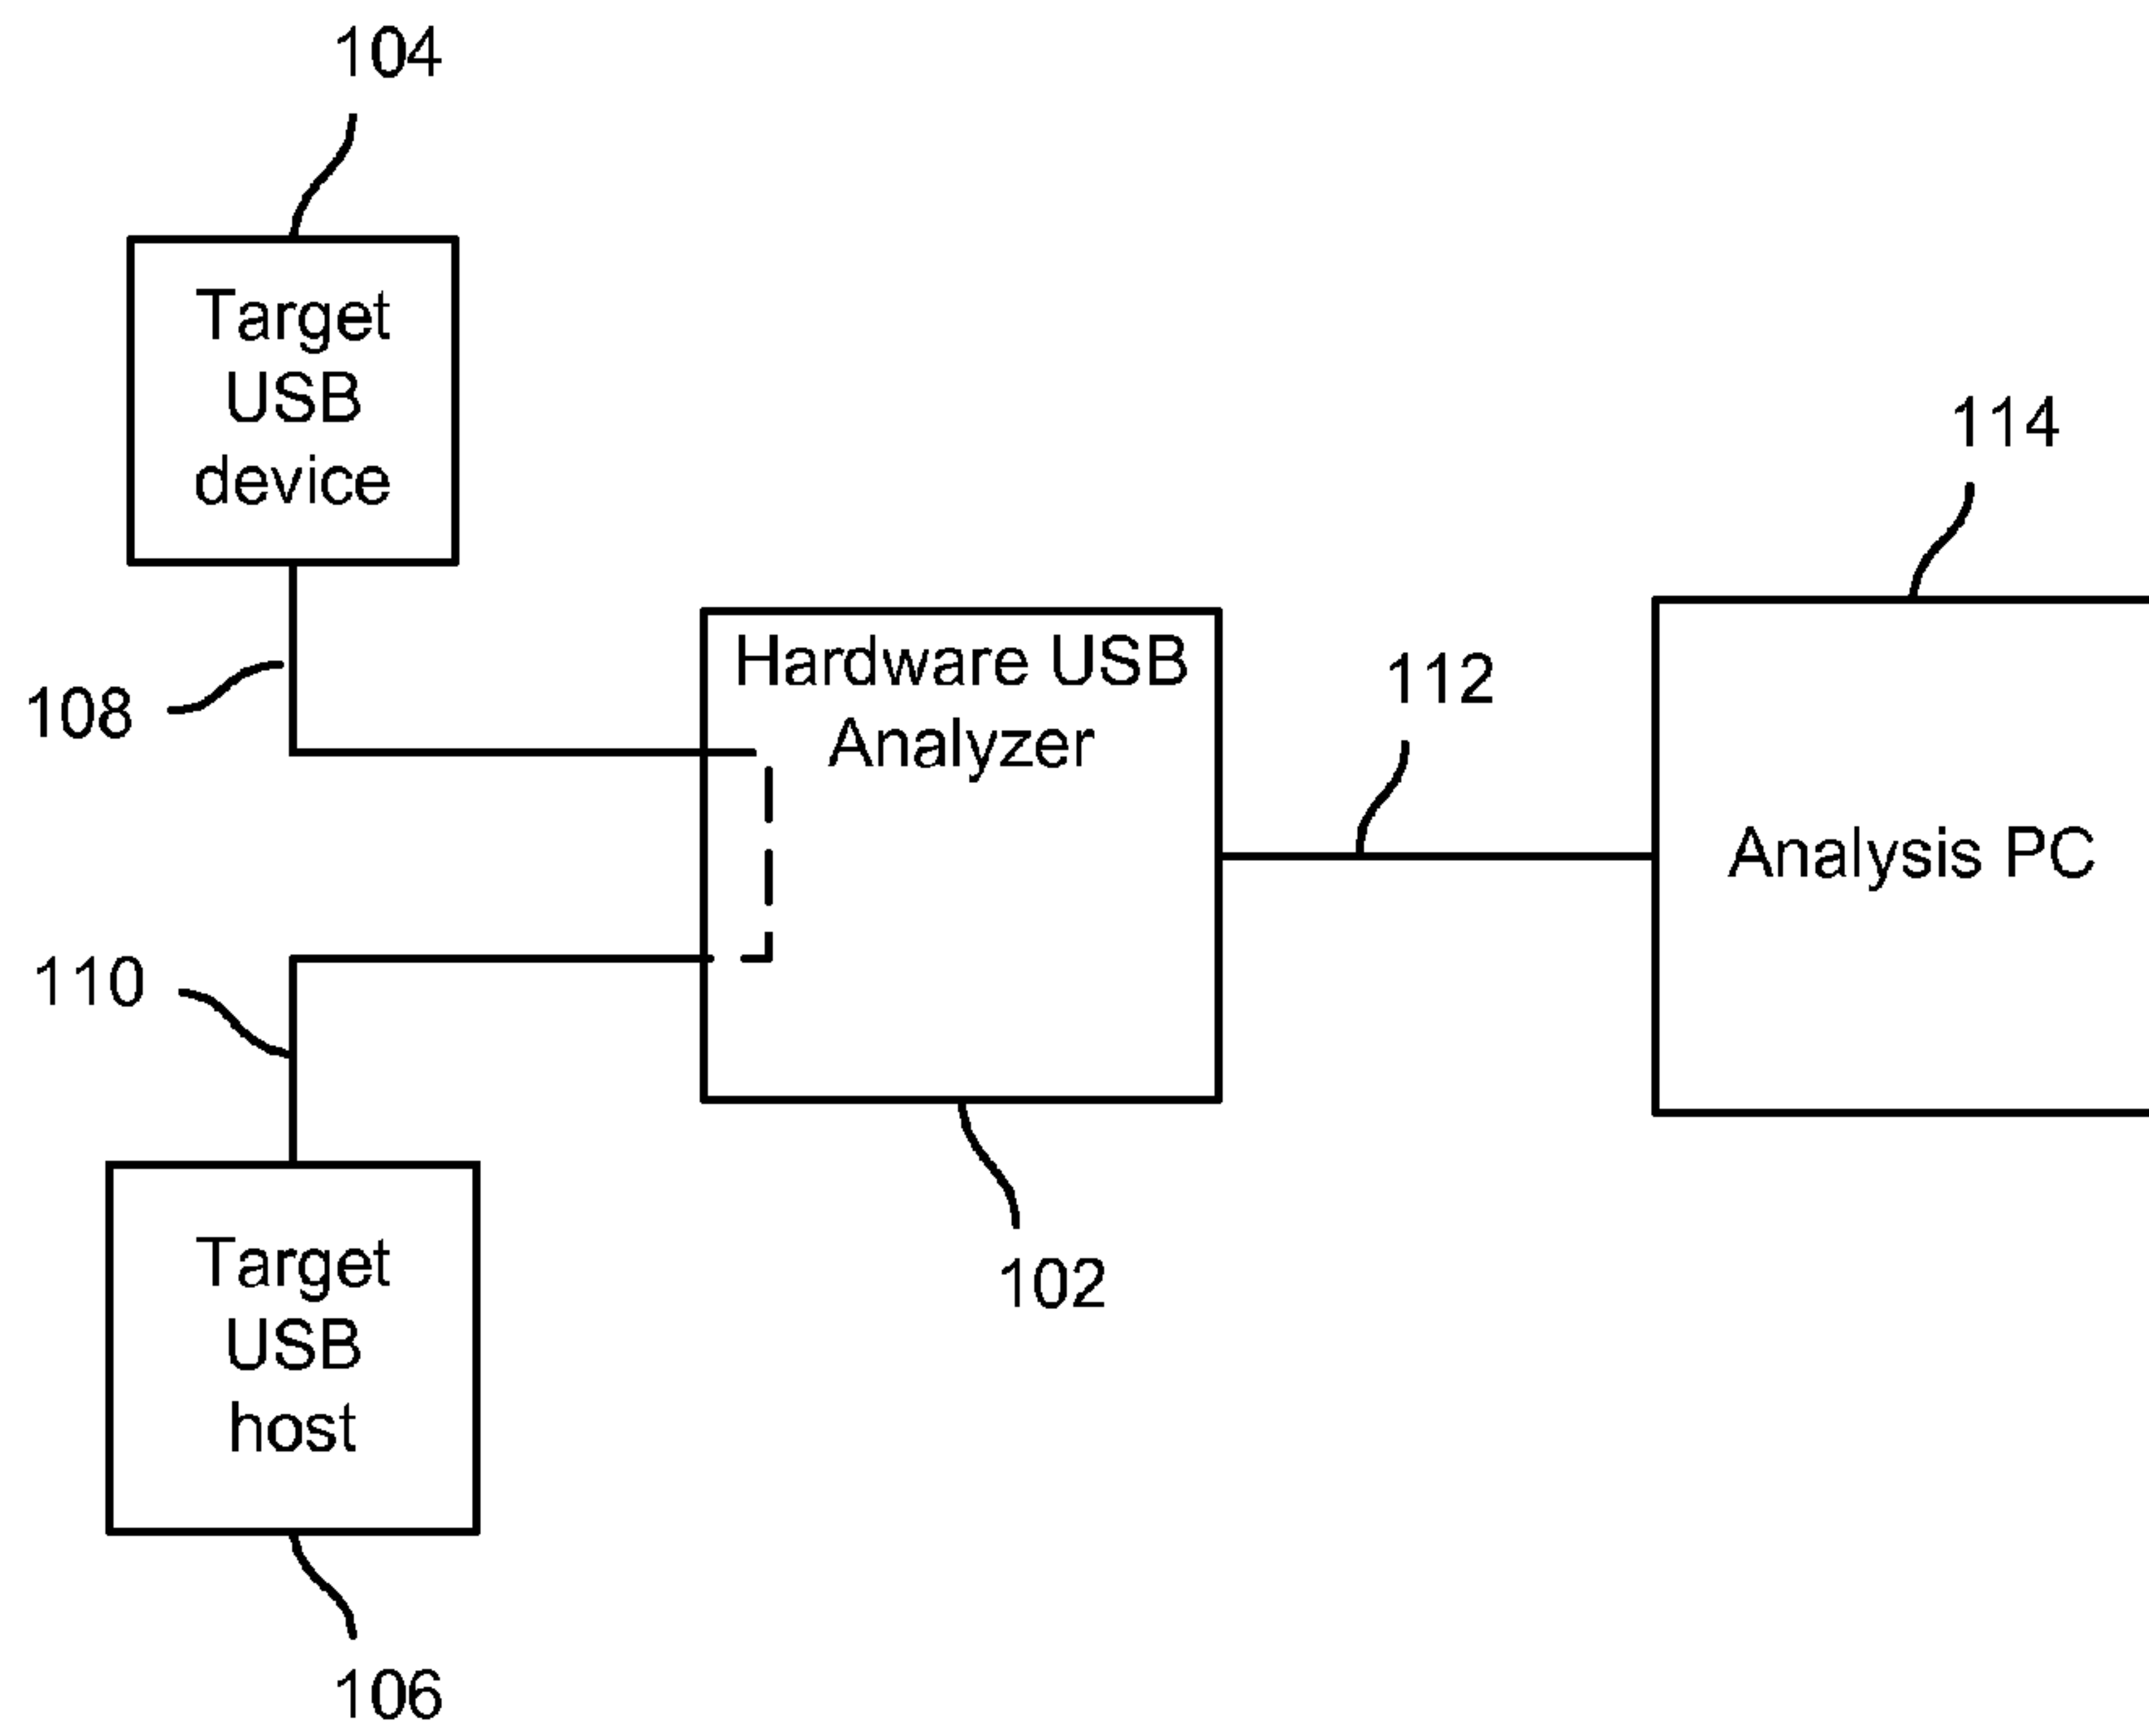 104
Target
USB
device
114
Hardware USB
Analyzer
112
108
Analysis PC
110
102
Target
USB
host
106